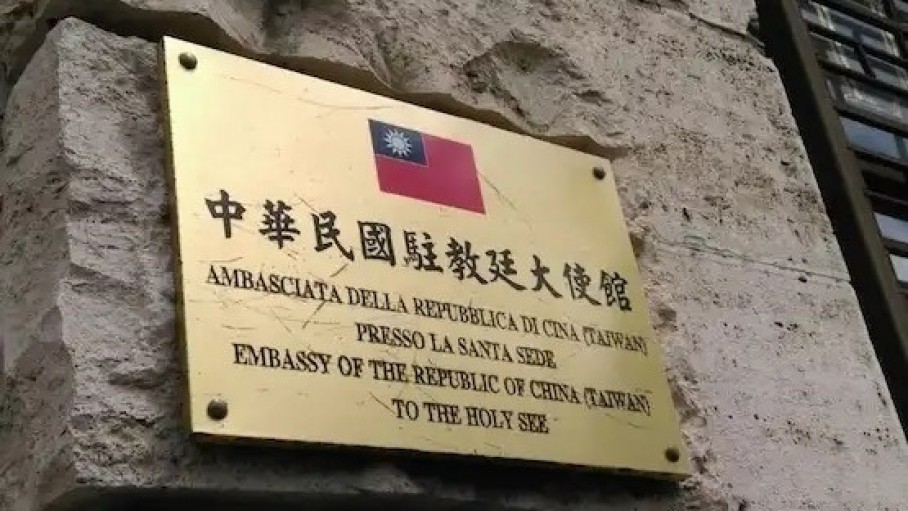 中華民國駐教廷大使館
AMBASCIATA DELLA REPUBBLICA DI CINA (TAIWAN)
PRESSO LA SANTA SEDE
EMBASSY OF THE REPUBLIC OF CHINA (TAIWAN)
TO THE HOLY SEE